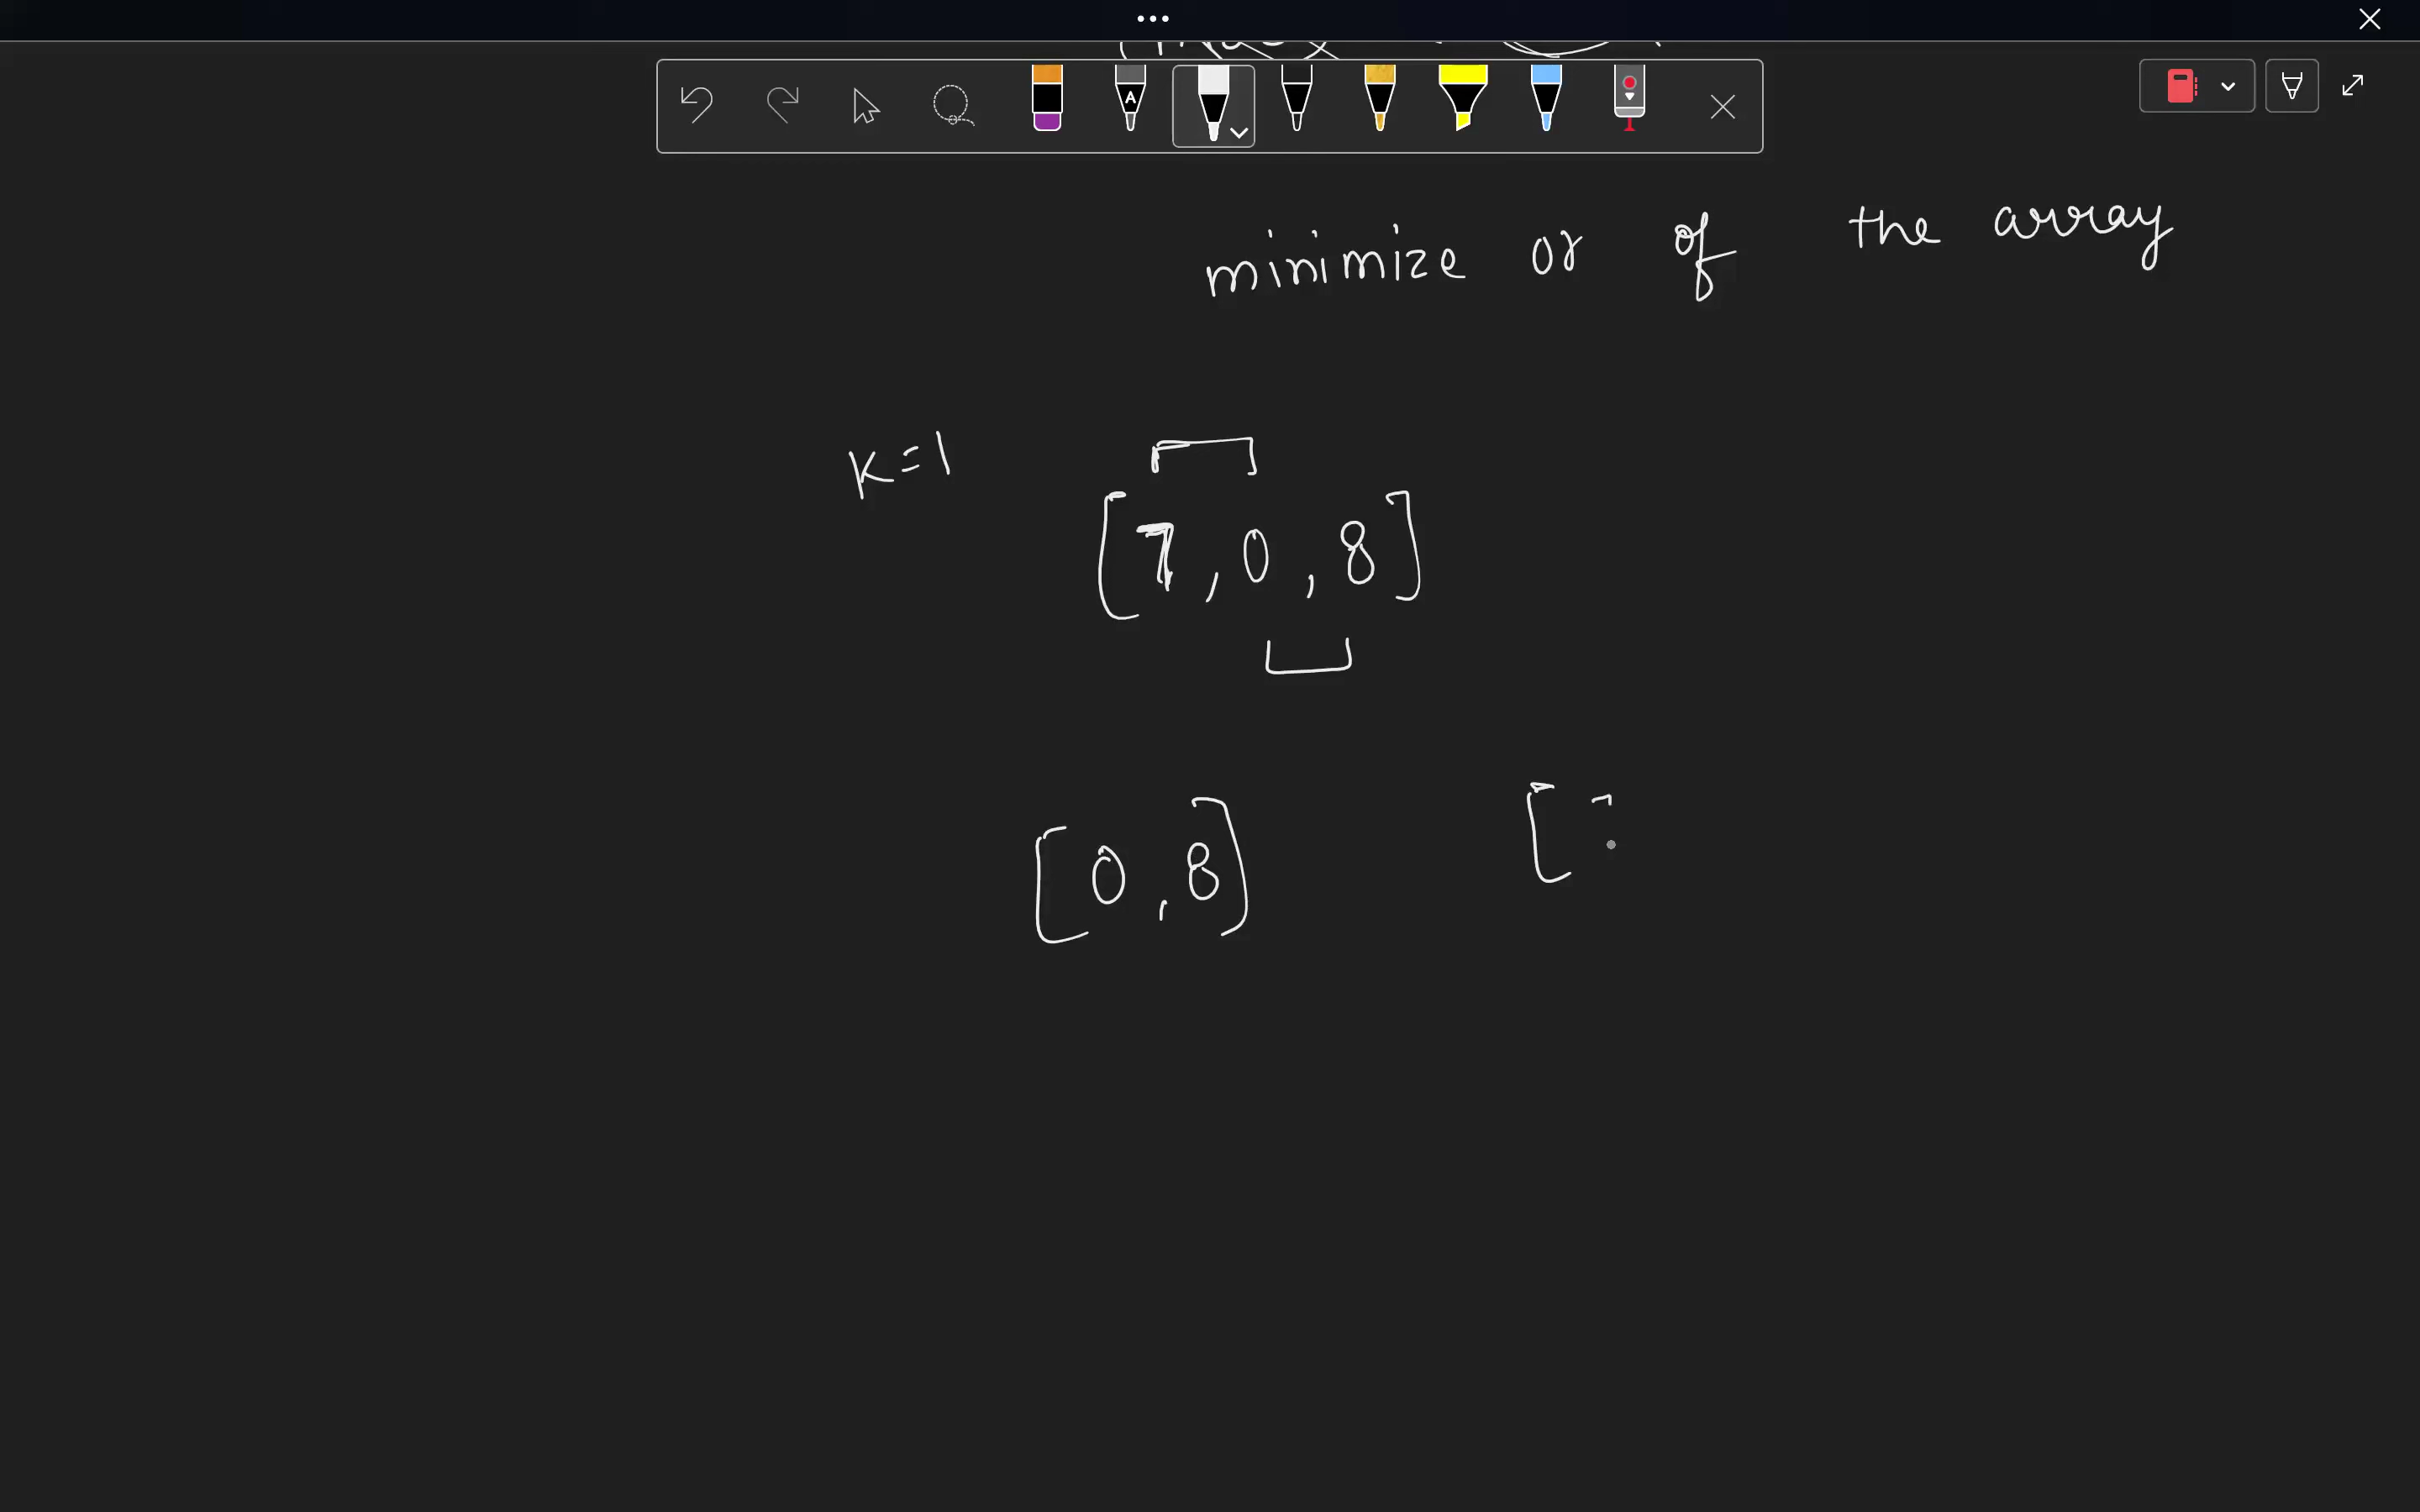 minimize or of the array
K=1
[7, 0, 8]
[0, 8]
[